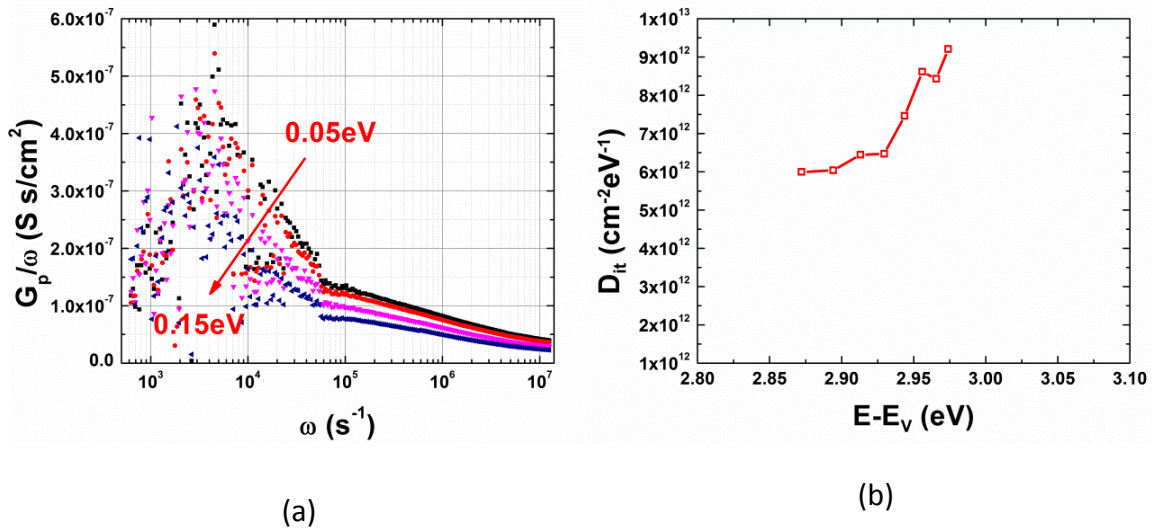 6.0x10⁻⁷
5.0x10⁻⁷
4.0x10⁻⁷
3.0x10⁻⁷
2.0x10⁻⁷
1.0x10⁻⁷
0.0
Gₚ/ω (S s/cm²)
0.05eV
0.15eV
10³
10⁴
10⁵
10⁶
10⁷
ω (s⁻¹)
(a)
1x10¹³
9x10¹²
8x10¹²
7x10¹²
6x10¹²
5x10¹²
4x10¹²
3x10¹²
2x10¹²
1x10¹²
Dᵢₜ (cm⁻²eV⁻¹)
2.80
2.85
2.90
2.95
3.00
3.05
3.10
E-Eᵥ (eV)
(b)